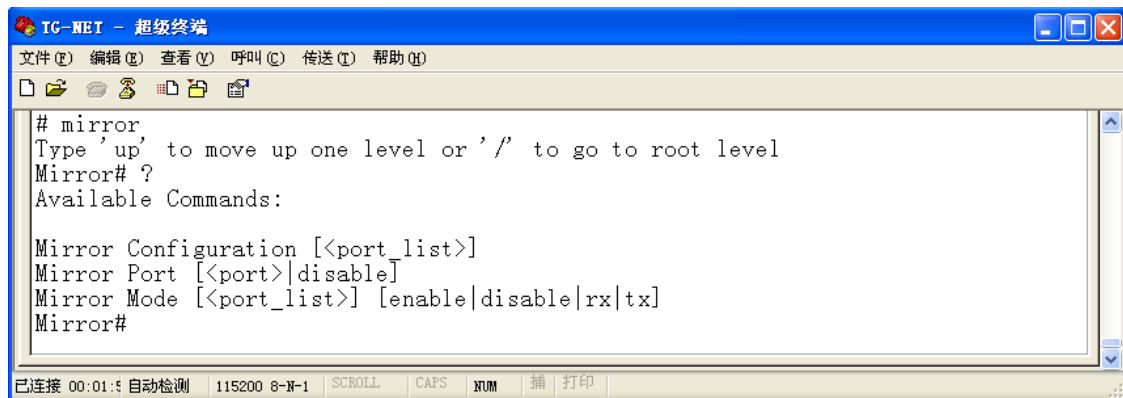 TG-NET - 超级终端
文件(F) 编辑(E) 查看(V) 呼叫(C) 传送(T) 帮助(H)
# mirror
Type 'up' to move up one level or '/' to go to root level
Mirror# ?
Available Commands:
Mirror Configuration [<port_list>]
Mirror Port [<port>|disable]
Mirror Mode [<port_list>] [enable|disable|rx|tx]
Mirror#
已连接 00:01:5 自动检测 115200 8-N-1 SCROLL CAPS NUM 捕 打印